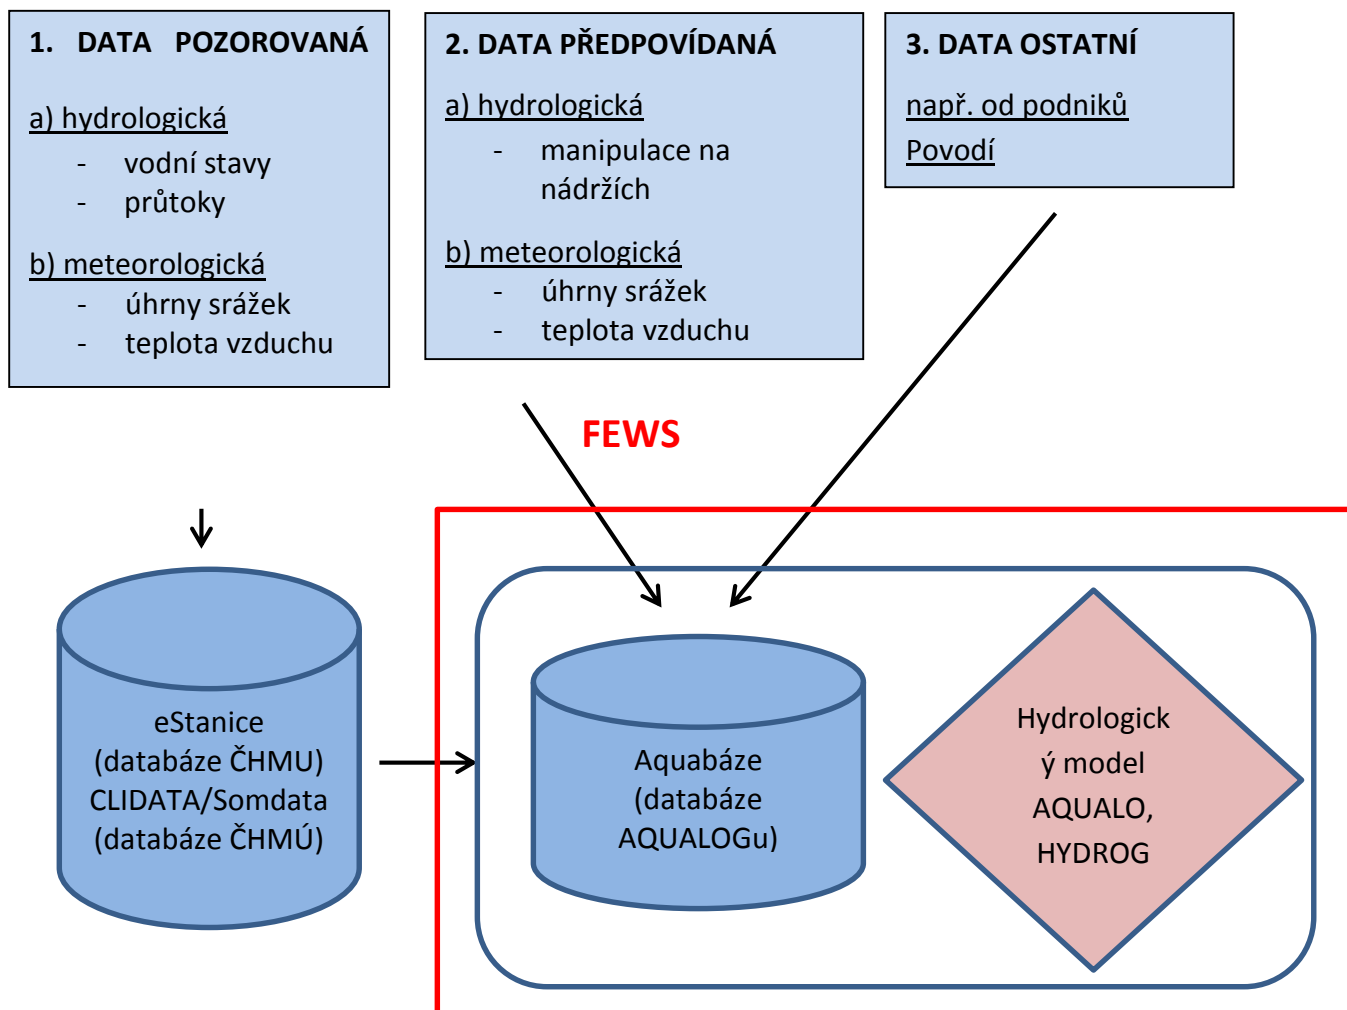 1. DATA POZOROVANÁ
a) hydrologická
- vodní stavy
- průtoky
b) meteorologická
- úhrny srážek
- teplota vzduchu
2. DATA PŘEDPOVÍDANÁ
a) hydrologická
- manipulace na
nádržích
b) meteorologická
- úhrny srážek
- teplota vzduchu
3. DATA OSTATNÍ
např. od podniků
Povodí
FEWS
eStanice
(databáze ČHMU)
CLIDATA/Somdata
(databáze ČHMÚ)
Aquabáze
(databáze
AQUALOGu)
Hydrologick
ý model
AQUALO,
HYDROG